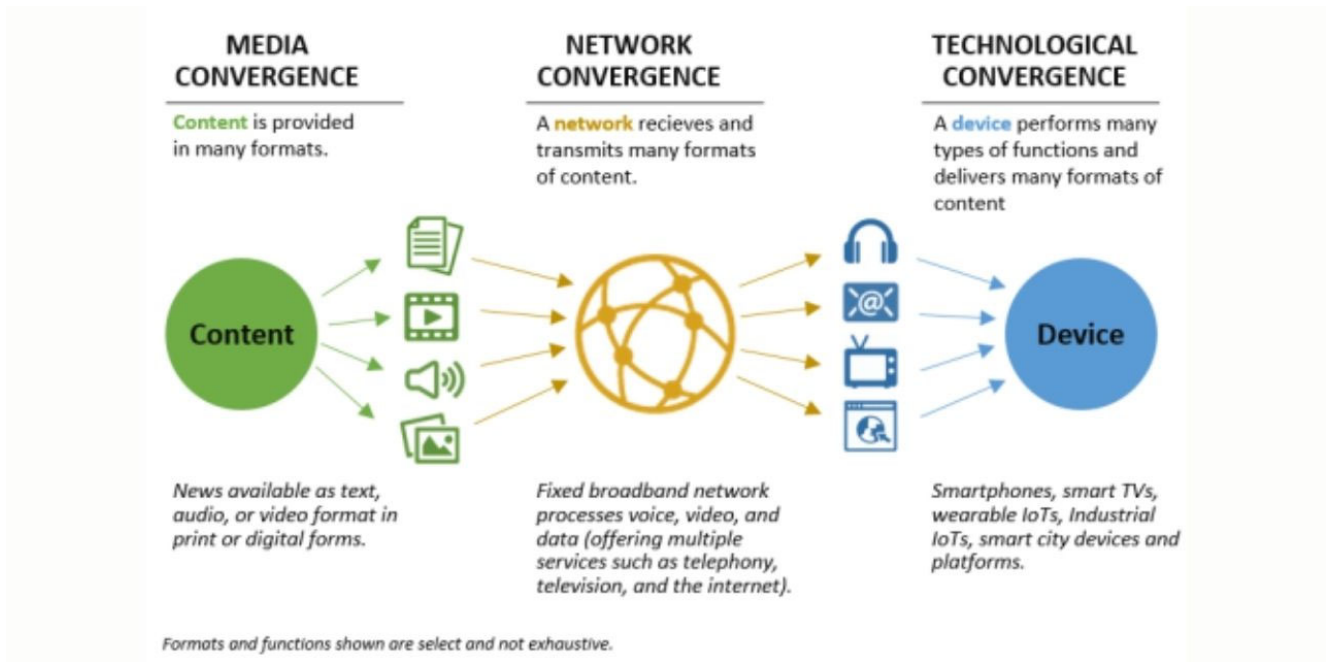 MEDIA
CONVERGENCE
Content is provided
in many formats.
NETWORK
CONVERGENCE
A network recieves and
transmits many formats
of content.
TECHNOLOGICAL
CONVERGENCE
A device performs many
types of functions and
delivers many formats of
content
Content
@
Device
News available as text,
audio, or video format in
print or digital forms.
Fixed broadband network
processes voice, video, and
data (offering multiple
services such as telephony,
television, and the internet).
Smartphones, smart TVs,
wearable IoTs, Industrial
IoTs, smart city devices and
platforms.
Formats and functions shown are select and not exhaustive.